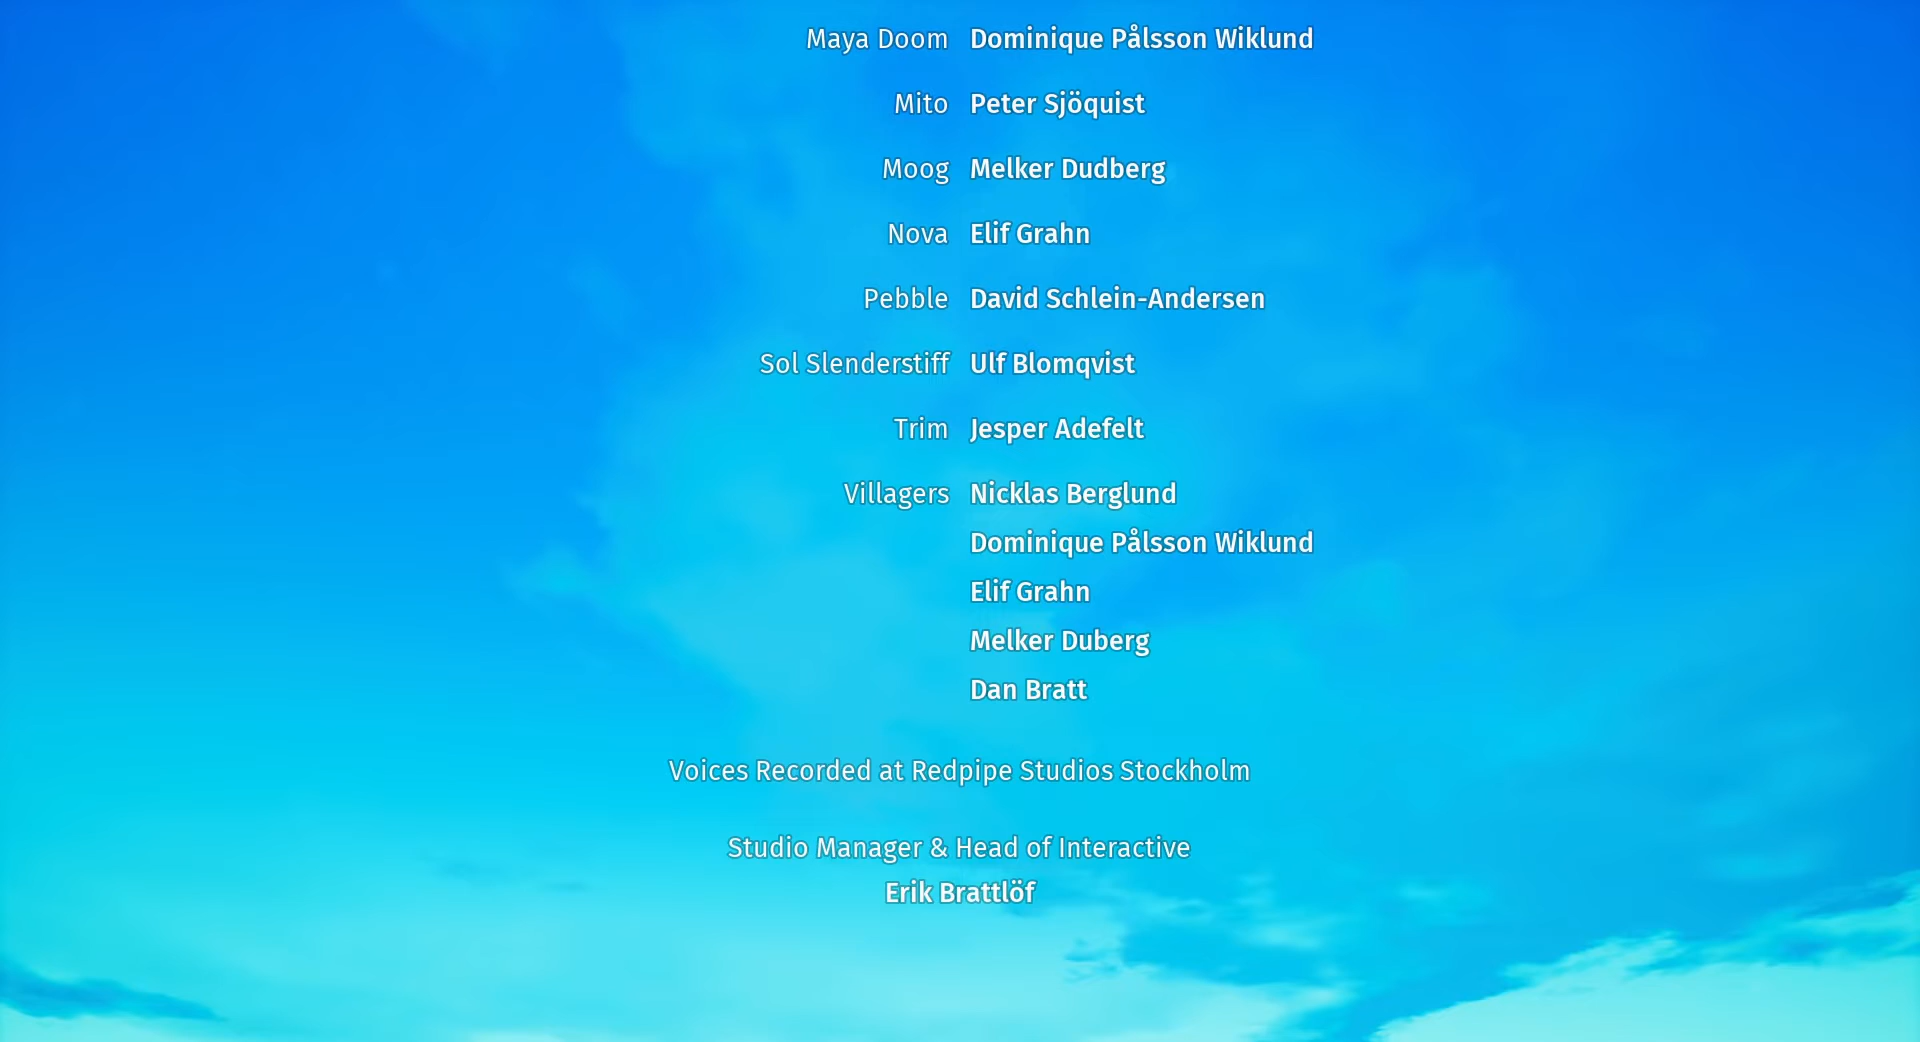 Maya Doom Dominique Pålsson Wiklund
Mito Peter Sjöquist
Moog Melker Dudberg
Nova Elif Grahn
Pebble David Schlein-Andersen
Sol Slenderstiff Ulf Blomqvist
Trim Jesper Adefelt
Villagers Nicklas Berglund
Dominique Pålsson Wiklund
Elif Grahn
Melker Duberg
Dan Bratt
Voices Recorded at Redpipe Studios Stockholm
Studio Manager & Head of Interactive
Erik Brattlöf